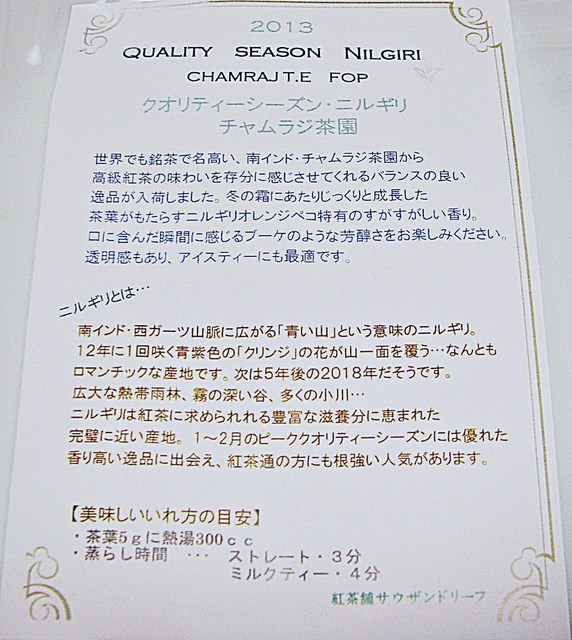 2013
QUALITY SEASON NILGIRI
CHAMRAJ T.E FOP
クオリティーシーズン・ニルギリ
チャムラジ茶園
世界でも銘茶で名高い、南インド・チャムラジ茶園から
高級紅茶の味わいを存分に感じさせてくれるバランスの良い
逸品が入荷しました。冬の霜にあたりじっくりと成長した
茶葉がもたらすニルギリオレンジペコ特有のすがすがしい香り。
口に含んだ瞬間に感じるブーケのような芳醇さをお楽しみください。
透明感もあり、アイスティーにも最適です。
ニルギリとは…
南インド・西ガーツ山脈に広がる「青い山」という意味のニルギリ。
12年に1回咲く青紫色の「クリンジ」の花が山一面を覆う…なんとも
ロマンチックな産地です。次は5年後の2018年だそうです。
広大な熱帯雨林、霧の深い谷、多くの小川…
ニルギリは紅茶に求められれる豊富な滋養分に恵まれた
完璧に近い産地。1～2月のピーククオリティーシーズンには優れた
香り高い逸品に出会え、紅茶通の方にも根強い人気があります。
【美味しいいれ方の目安】
・茶葉5gに熱湯300cc
・蒸らし時間 … ストレート・3分
ミルクティー・4分
紅茶舗サウザンドリーフ